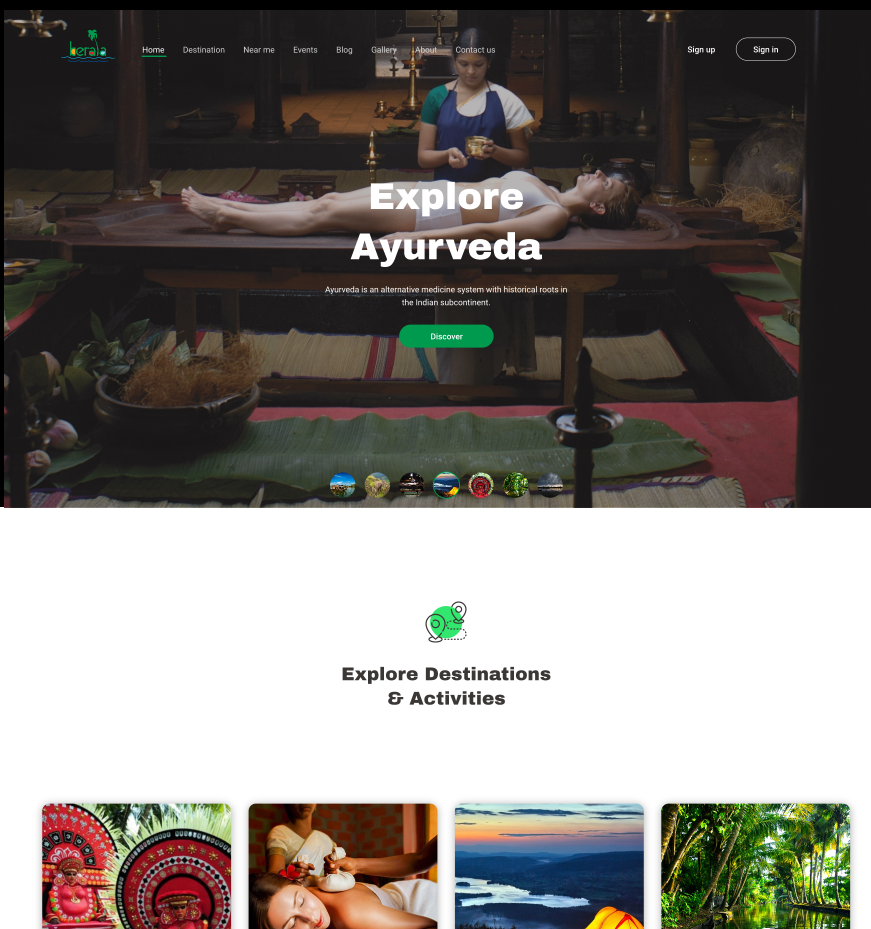 kerala
Home Destination Near me Events Blog Gallery About Contact us Sign up Sign in
Explore
Ayurveda
Ayurveda is an alternative medicine system with historical roots in
the Indian subcontinent.
Discover
Explore Destinations
& Activities